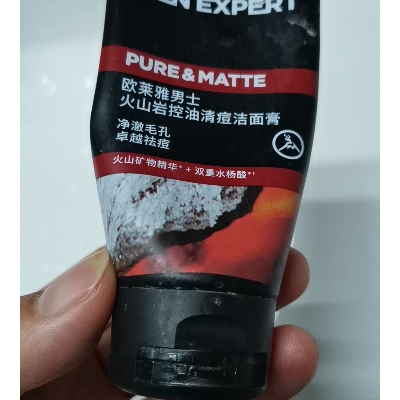 EN EXPERT
PURE & MATTE
欧莱雅男士
火山岩控油清痘洁面膏
净澈毛孔
卓越祛痘
火山矿物精华* + 双重水杨酸*¹